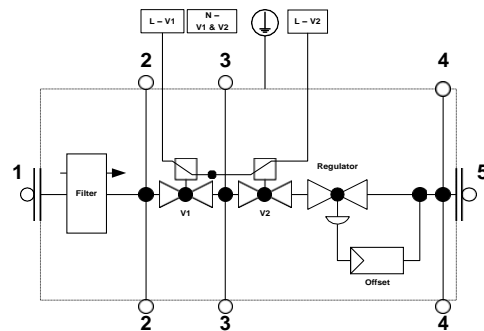 L – V1
N –
V1 & V2
L – V2
2
3
4
1
5
Regulator
Filter
V1
V2
Offset
2
3
4